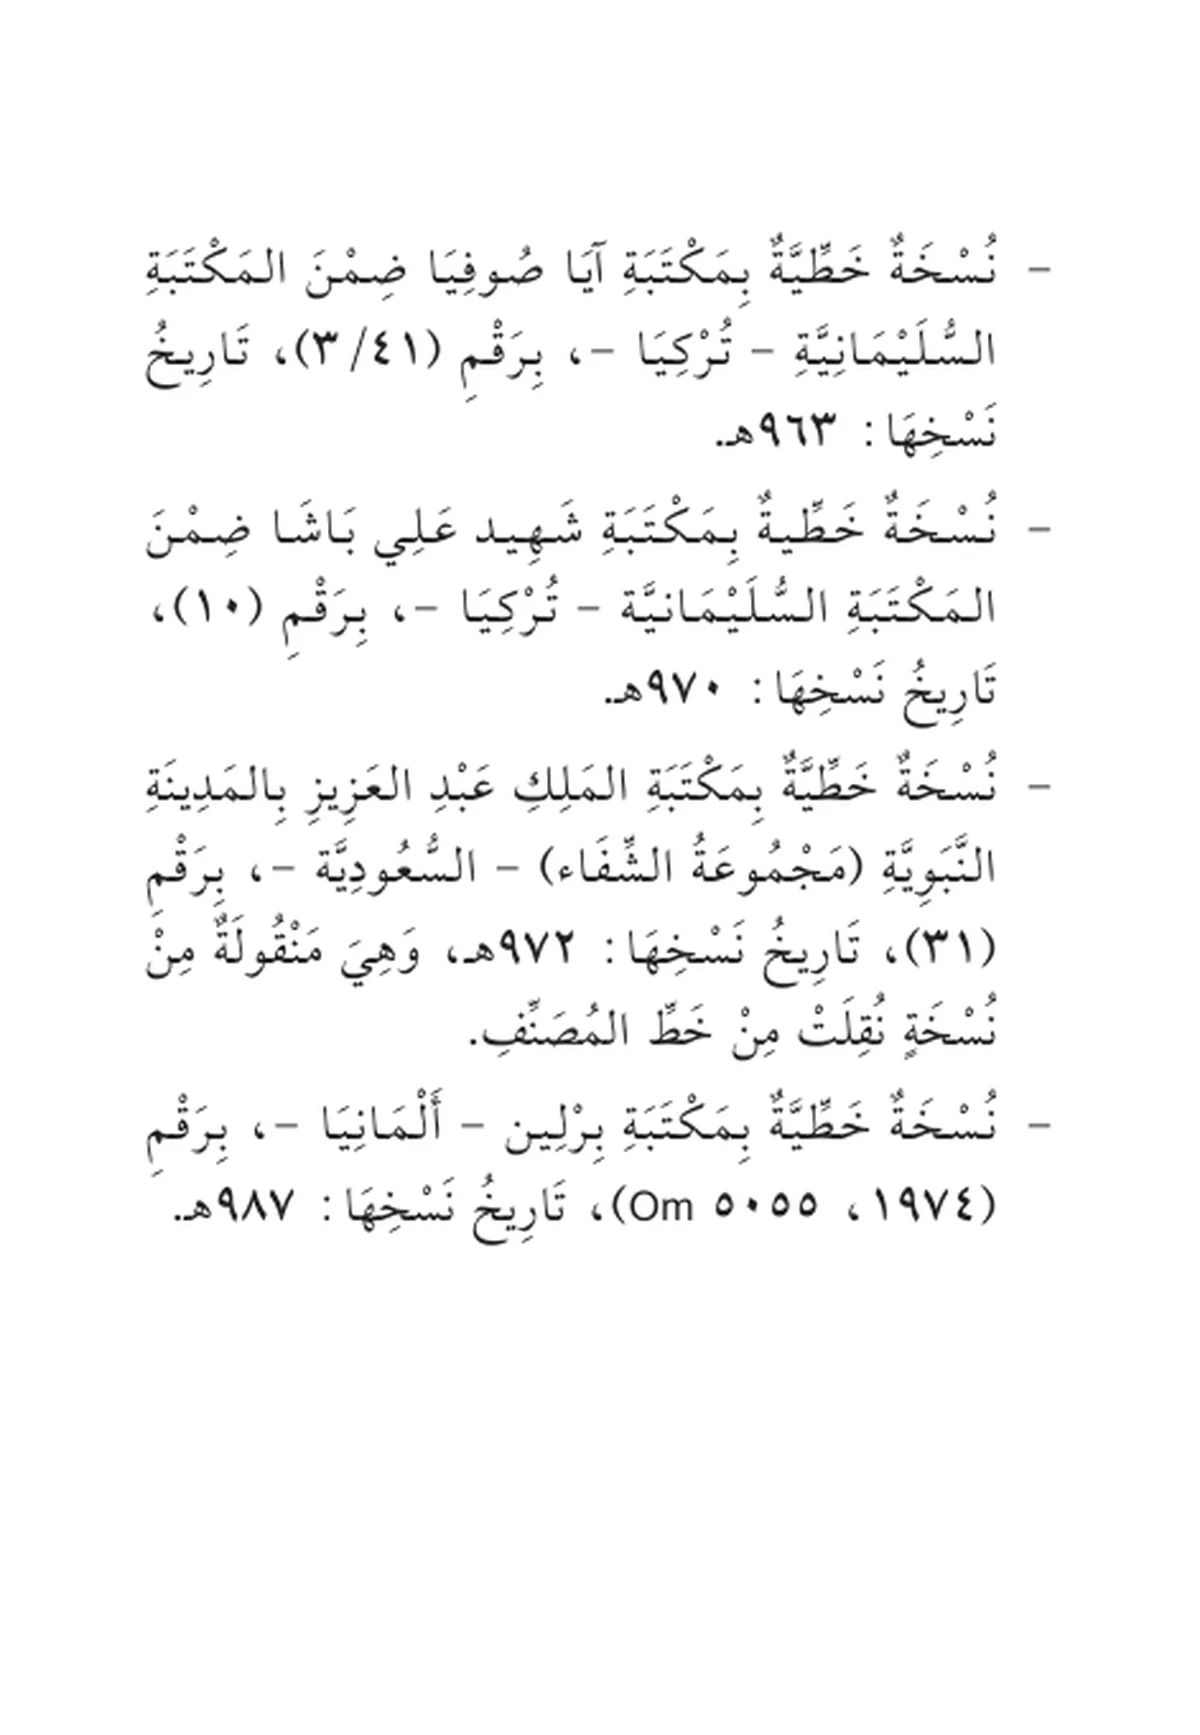 - نُسْخَةٌ خَطِّيَّةٌ بِمَكْتَبَةِ آيَا صُوفِيَا ضِمْنَ المَكْتَبَةِ
السُّلَيْمَانِيَّةِ - تُرْكِيَا -، بِرَقْمِ (٣/٤١)، تَارِيخُ
نَسْخِهَا: ٩٦٣هـ.
- نُسْخَةٌ خَطِّيةٌ بِمَكْتَبَةِ شَهِيد عَلِي بَاشَا ضِمْنَ
المَكْتَبَةِ السُّلَيْمَانيَّة - تُرْكِيَا -، بِرَقْمِ (١٠)،
تَارِيخُ نَسْخِهَا: ٩٧٠هـ.
- نُسْخَةٌ خَطِّيَّةٌ بِمَكْتَبَةِ المَلِكِ عَبْدِ العَزِيزِ بِالمَدِينَةِ
النَّبَوِيَّةِ (مَجْمُوعَةُ الشِّفَاء) - السُّعُودِيَّة -، بِرَقْمِ
(٣١)، تَارِيخُ نَسْخِهَا: ٩٧٢هـ، وَهِيَ مَنْقُولَةٌ مِنْ
نُسْخَةٍ نُقِلَتْ مِنْ خَطِّ المُصَنِّفِ.
- نُسْخَةٌ خَطِّيَّةٌ بِمَكْتَبَةِ بِرْلِين - أَلْمَانِيَا -، بِرَقْمِ
(١٩٧٤، ٥٠٥٥ Om)، تَارِيخُ نَسْخِهَا: ٩٨٧هـ.